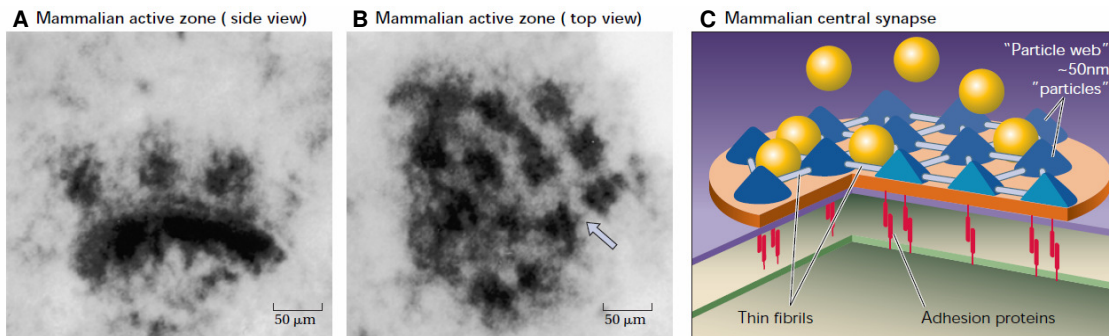 A Mammalian active zone ( side view)
50 μm
B Mammalian active zone ( top view)
50 μm
C Mammalian central synapse
"Particle web"
~50nm
"particles"
Thin fibrils
Adhesion proteins